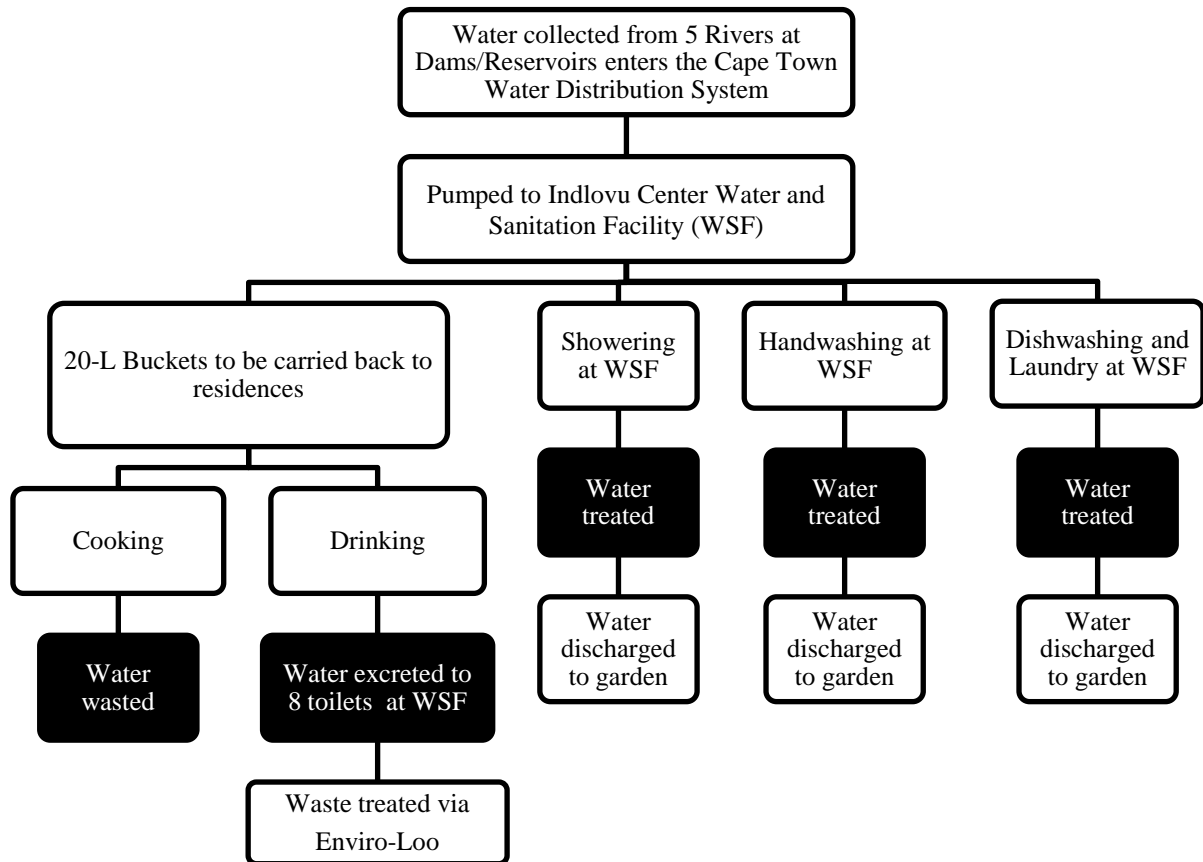 Water collected from 5 Rivers at
Dams/Reservoirs enters the Cape Town
Water Distribution System
Pumped to Indlovu Center Water and
Sanitation Facility (WSF)
20-L Buckets to be carried back to
residences
Showering
at WSF
Handwashing at
WSF
Dishwashing and
Laundry at WSF
Cooking
Drinking
Water
treated
Water
treated
Water
treated
Water
wasted
Water excreted to
8 toilets at WSF
Water
discharged
to garden
Water
discharged
to garden
Water
discharged
to garden
Waste treated via
Enviro-Loo